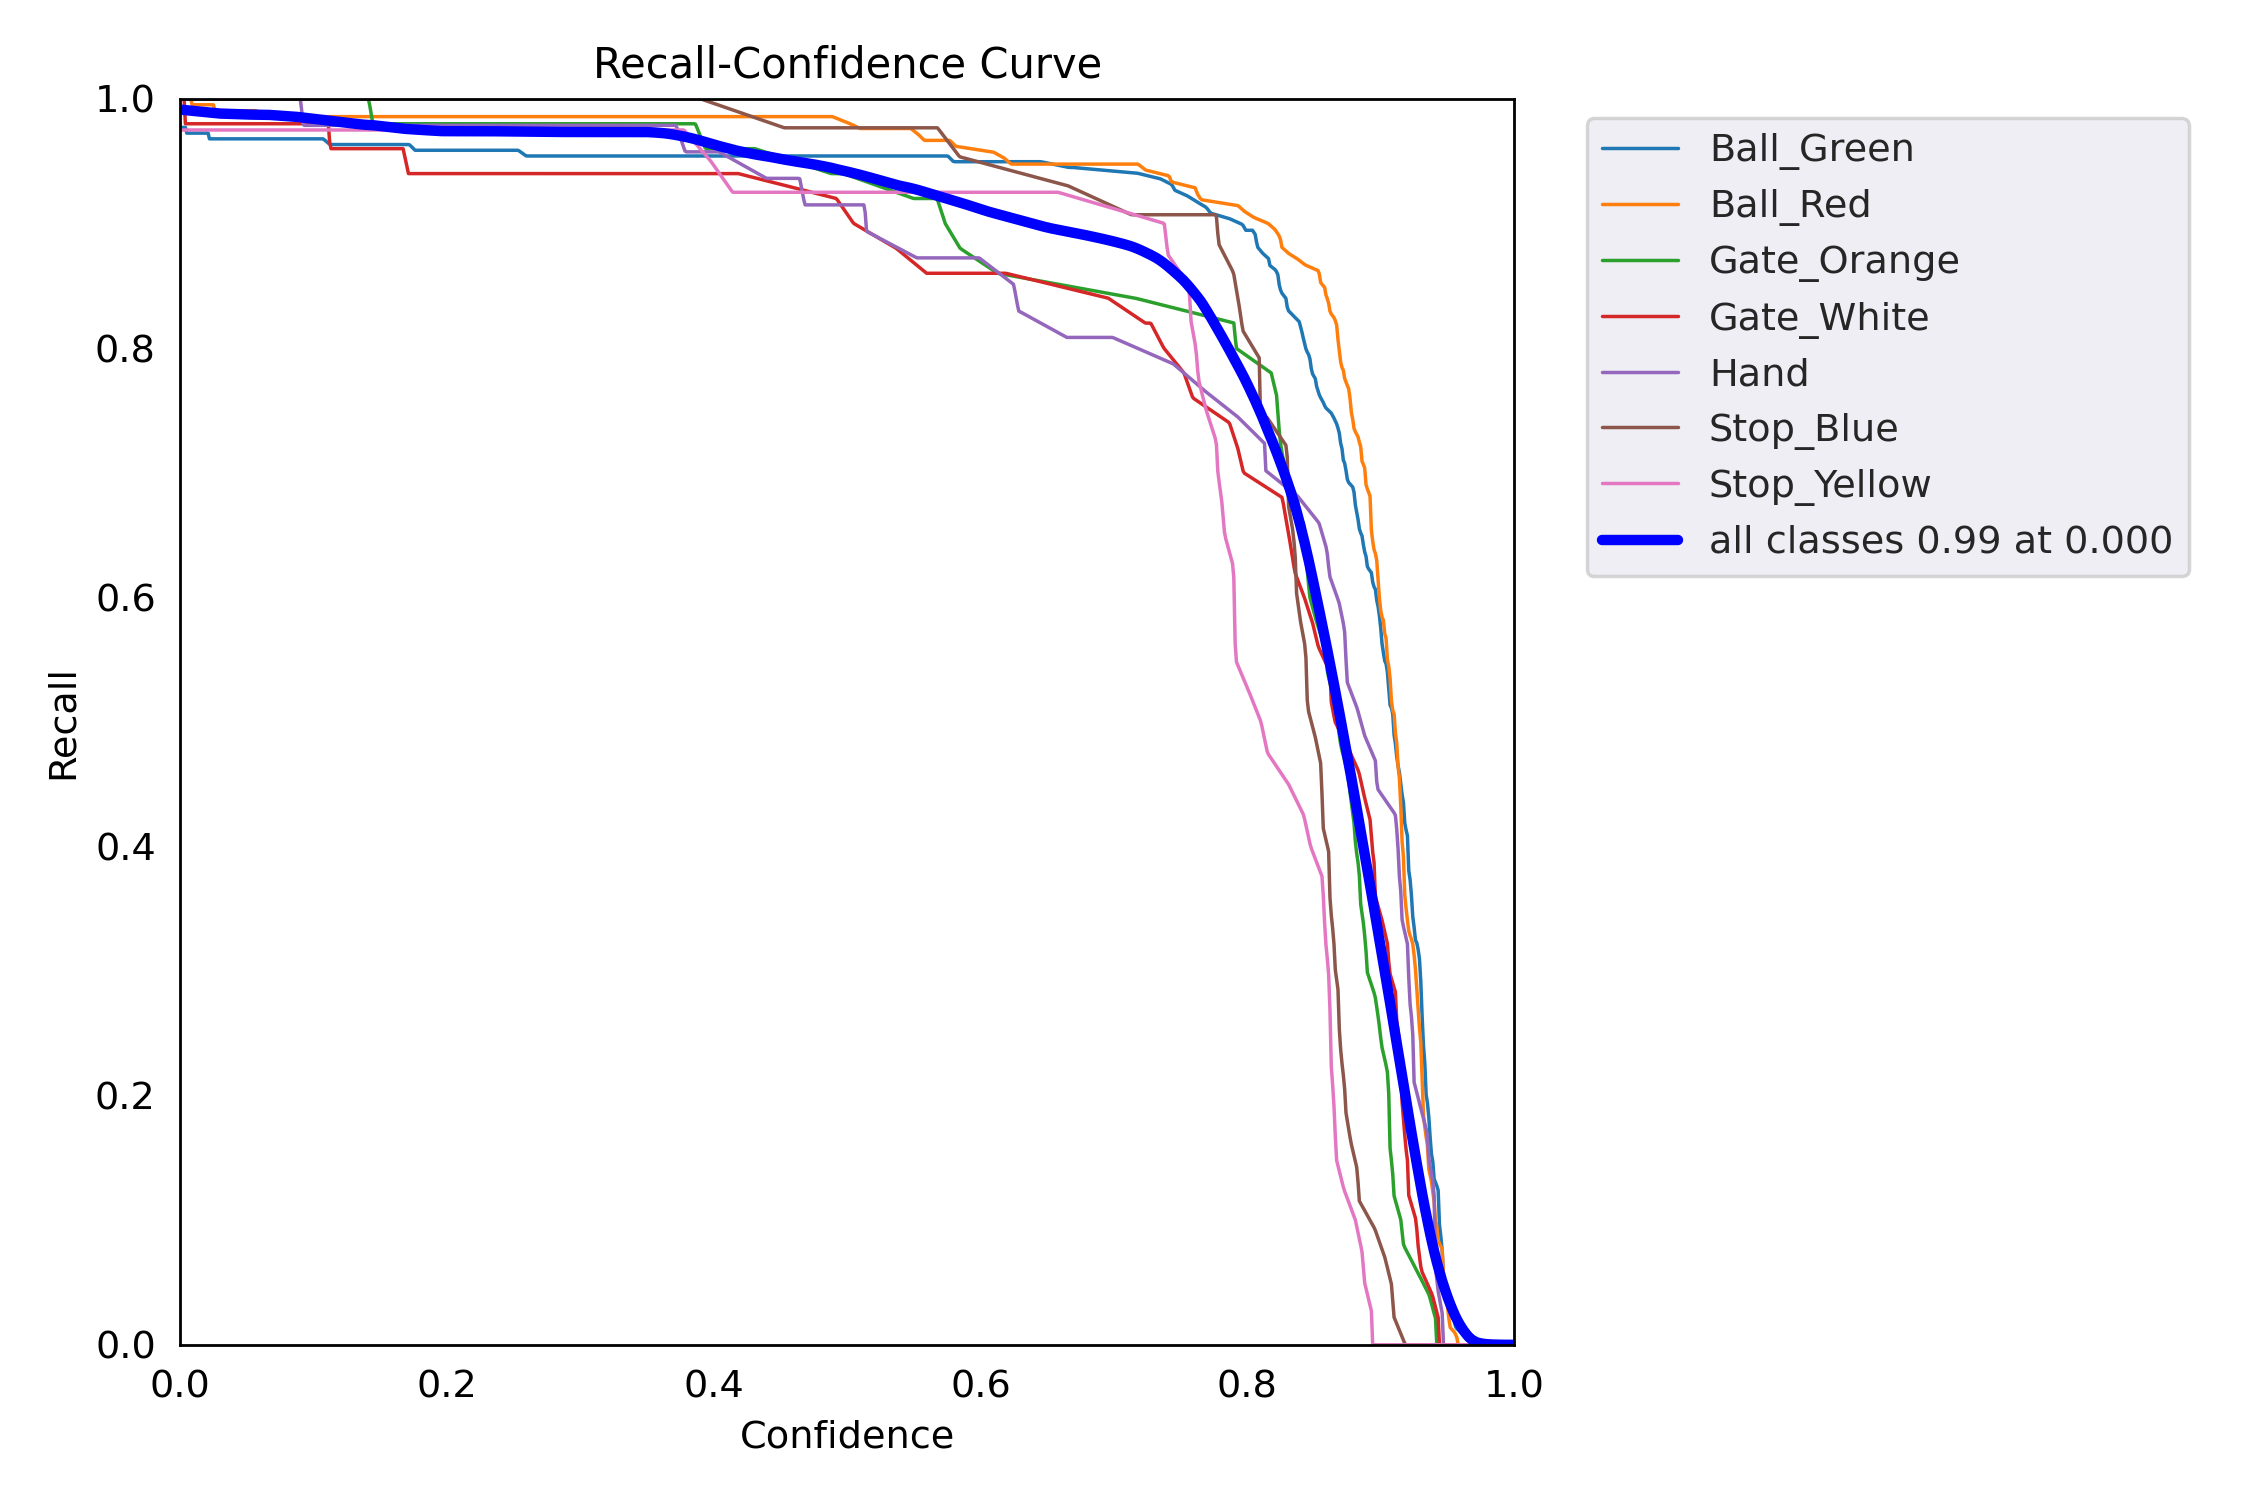 Recall-Confidence Curve
1.0
0.8
0.6
0.4
0.2
0.0
Recall
0.0 0.2 0.4 0.6 0.8 1.0
Confidence
Ball_Green
Ball_Red
Gate_Orange
Gate_White
Hand
Stop_Blue
Stop_Yellow
all classes 0.99 at 0.000